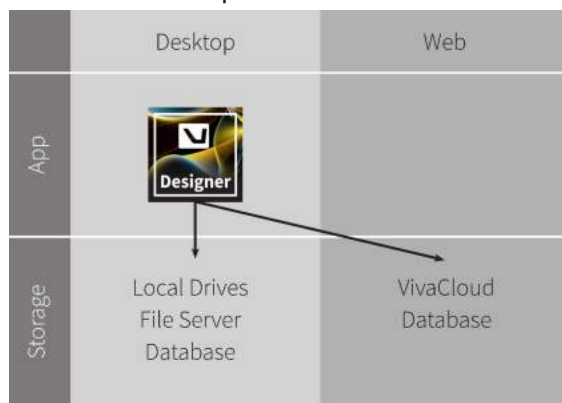 Desktop
Web
App
Designer
Storage
Local Drives
File Server
Database
VivaCloud
Database